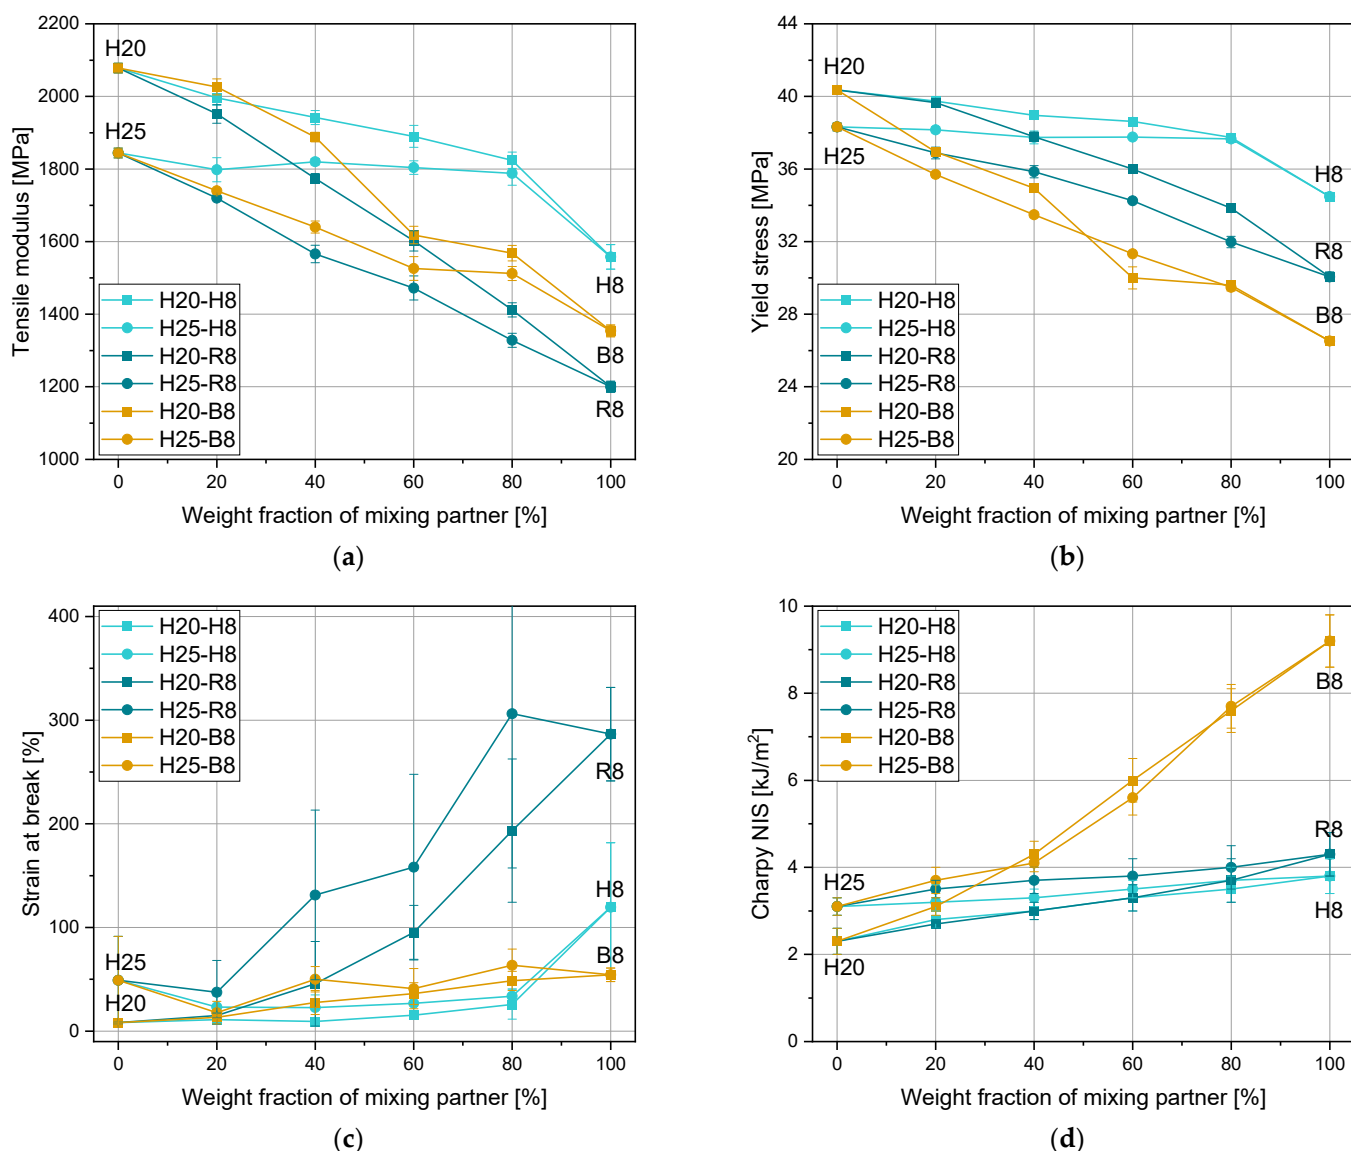 2200
2000
1800
1600
1400
1200
1000
Tensile modulus [MPa]
H20
H25
H8
B8
R8
H20-H8
H25-H8
H20-R8
H25-R8
H20-B8
H25-B8
0 20 40 60 80 100
Weight fraction of mixing partner [%]
(a)
44
40
36
32
28
24
20
Yield stress [MPa]
H20
H25
H8
R8
B8
H20-H8
H25-H8
H20-R8
H25-R8
H20-B8
H25-B8
0 20 40 60 80 100
Weight fraction of mixing partner [%]
(b)
400
300
200
100
0
Strain at break [%]
H20-H8
H25-H8
H20-R8
H25-R8
H20-B8
H25-B8
R8
H8
B8
H25
H20
0 20 40 60 80 100
Weight fraction of mixing partner [%]
(c)
10
8
6
4
2
0
Charpy NIS [kJ/m²]
H20-H8
H25-H8
H20-R8
H25-R8
H20-B8
H25-B8
B8
R8
H8
H25
H20
0 20 40 60 80 100
Weight fraction of mixing partner [%]
(d)